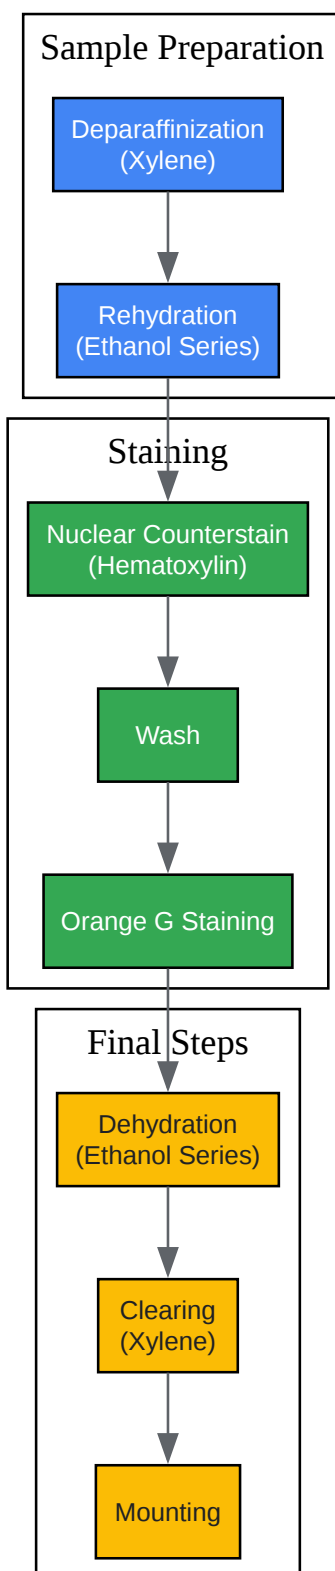 Sample Preparation
Deparaffinization
(Xylene)
Rehydration
(Ethanol Series)
Staining
Nuclear Counterstain
(Hematoxylin)
Wash
Orange G Staining
Final Steps
Dehydration
(Ethanol Series)
Clearing
(Xylene)
Mounting